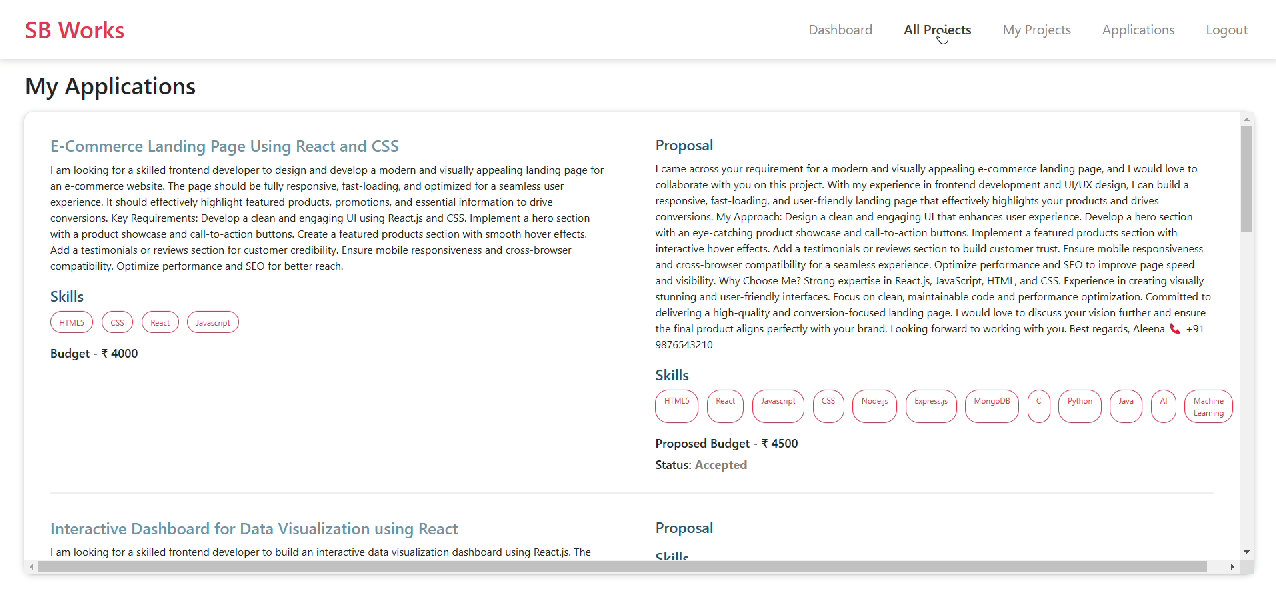 SB Works
Dashboard
All Projects
My Projects
Applications
Logout
My Applications
E-Commerce Landing Page Using React and CSS
I am looking for a skilled frontend developer to design and develop a modern and visually appealing landing page for
an e-commerce website. The page should be fully responsive, fast-loading, and optimized for a seamless user
experience. It should effectively highlight featured products, promotions, and essential information to drive
conversions. Key Requirements: Develop a clean and engaging UI using React.js and CSS. Implement a hero section
with a product showcase and call-to-action buttons. Create a featured products section with smooth hover effects.
Add a testimonials or reviews section for customer credibility. Ensure mobile responsiveness and cross-browser
compatibility. Optimize performance and SEO for better reach.
Skills
HTML5
CSS
React
Javascript
Budget - ₹ 4000
Proposal
I came across your requirement for a modern and visually appealing e-commerce landing page, and I would love to
collaborate with you on this project. With my experience in frontend development and UI/UX design, I can build a
responsive, fast-loading, and user-friendly landing page that effectively highlights your products and drives
conversions. My Approach: Design a clean and engaging UI that enhances user experience. Develop a hero section
with an eye-catching product showcase and call-to-action buttons. Implement a featured products section with
interactive hover effects. Add a testimonials or reviews section to build customer trust. Ensure mobile responsiveness
and cross-browser compatibility for a seamless experience. Optimize performance and SEO to improve page speed
and visibility. Why Choose Me? Strong expertise in React.js, JavaScript, HTML, and CSS. Experience in creating visually
stunning and user-friendly interfaces. Focus on clean, maintainable code and performance optimization. Committed to
delivering a high-quality and conversion-focused landing page. I would love to discuss your vision further and ensure
the final product aligns perfectly with your brand. Looking forward to working with you. Best regards, Aleena 📞 +91
9876543210
Skills
HTML5
React
Javascript
CSS
Node.js
Express.js
MongoDB
C
Python
Java
AI
Machine
Learning
Proposed Budget - ₹ 4500
Status: Accepted
Interactive Dashboard for Data Visualization using React
I am looking for a skilled frontend developer to build an interactive data visualization dashboard using React.js. The
Proposal
Skills